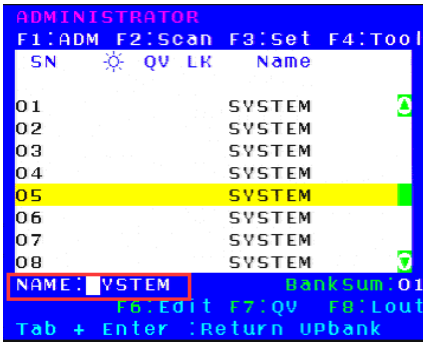 ADMINISTRATOR
F1:ADM F2:Scan F3:Set F4:Tool
SN QV LK Name
01 SYSTEM
02 SYSTEM
03 SYSTEM
04 SYSTEM
05 SYSTEM
06 SYSTEM
07 SYSTEM
08 SYSTEM
NAME: YSTEM BankSum:01
F6:Edit F7:QV F8:Lout
Tab + Enter :Return UPbank